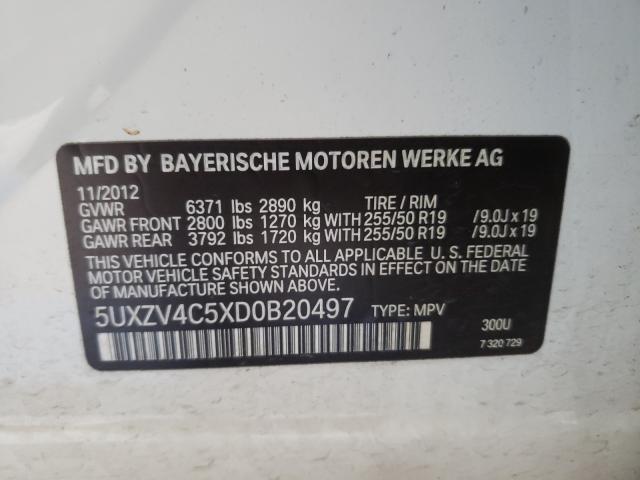 MFD BY BAYERISCHE MOTOREN WERKE AG
11/2012
GVWR 6371 lbs 2890 kg TIRE / RIM
GAWR FRONT 2800 lbs 1270 kg WITH 255/50 R19 /9.0J x 19
GAWR REAR 3792 lbs 1720 kg WITH 255/50 R19 /9.0J x 19
THIS VEHICLE CONFORMS TO ALL APPLICABLE U. S. FEDERAL
MOTOR VEHICLE SAFETY STANDARDS IN EFFECT ON THE DATE
OF MANUFACTURE SHOWN ABOVE.
5UXZV4C5XD0B20497 TYPE: MPV
300U
7 320 729